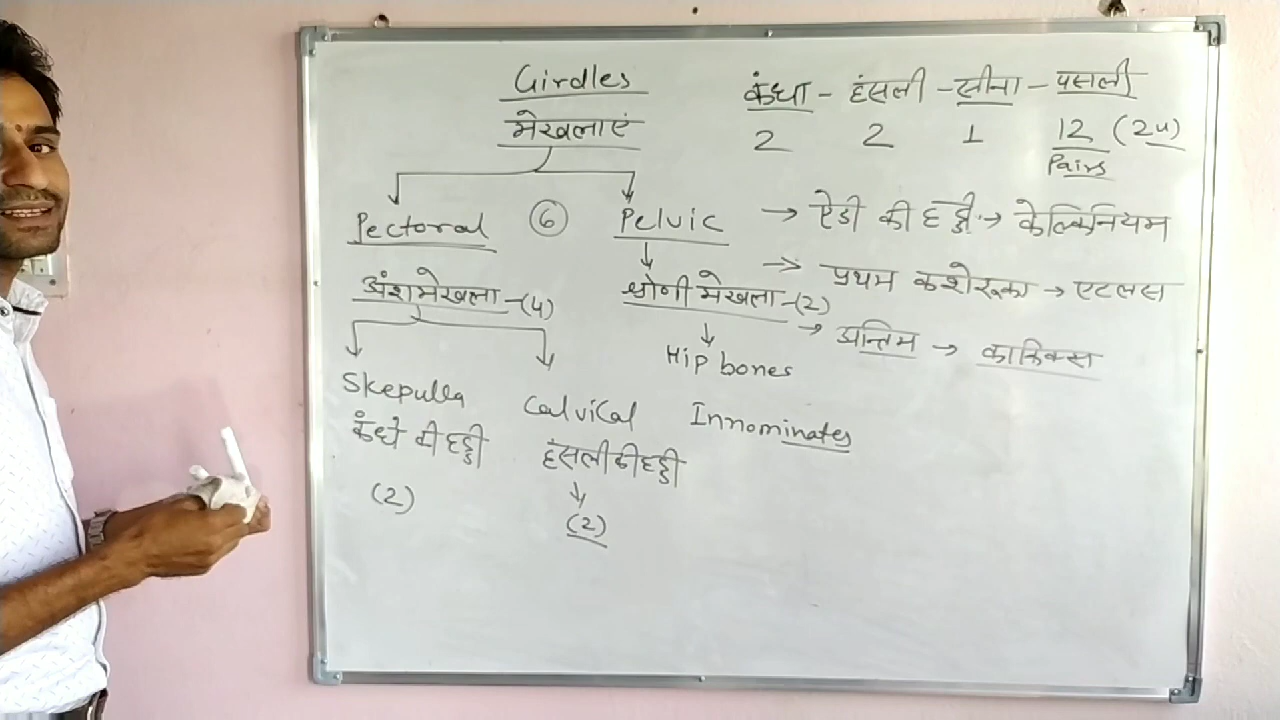 Girdles
मेखलाएं
Pectoral ⑥ Pelvic
अंशमेखला -(4)
श्रोणी मेखला -(2)
Hip bones
Innominates
Skepulla
कंधे की हड्डी
(2)
Calvical
हंसली की हड्डी
(2)
कंधा - हंसली - सीना - पसली
2 2 1 12 (24)
Pairs
→ ऐडी की हड्डी → केल्किनियम
→ प्रथम कशेरूका → एटलस
→ अन्तिम → काकिक्स